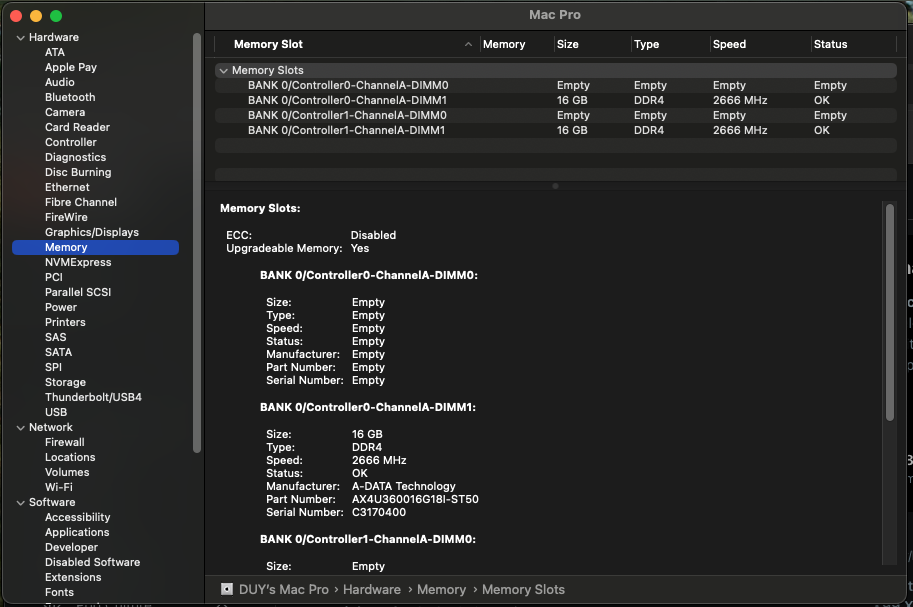 Mac Pro
Hardware
ATA
Apple Pay
Audio
Bluetooth
Camera
Card Reader
Controller
Diagnostics
Disc Burning
Ethernet
Fibre Channel
FireWire
Graphics/Displays
Memory
NVMExpress
PCI
Parallel SCSI
Power
Printers
SAS
SATA
SPI
Storage
Thunderbolt/USB4
USB
Network
Firewall
Locations
Volumes
Wi-Fi
Software
Accessibility
Applications
Developer
Disabled Software
Extensions
Fonts
Memory Slot Memory Size Type Speed Status
Memory Slots
BANK 0/Controller0-ChannelA-DIMM0 Empty Empty Empty Empty
BANK 0/Controller0-ChannelA-DIMM1 16 GB DDR4 2666 MHz OK
BANK 0/Controller1-ChannelA-DIMM0 Empty Empty Empty Empty
BANK 0/Controller1-ChannelA-DIMM1 16 GB DDR4 2666 MHz OK
Memory Slots:
ECC: Disabled
Upgradeable Memory: Yes
BANK 0/Controller0-ChannelA-DIMM0:
Size: Empty
Type: Empty
Speed: Empty
Status: Empty
Manufacturer: Empty
Part Number: Empty
Serial Number: Empty
BANK 0/Controller0-ChannelA-DIMM1:
Size: 16 GB
Type: DDR4
Speed: 2666 MHz
Status: OK
Manufacturer: A-DATA Technology
Part Number: AX4U360016G18I-ST50
Serial Number: C3170400
BANK 0/Controller1-ChannelA-DIMM0:
Size: Empty
DUY's Mac Pro › Hardware › Memory › Memory Slots